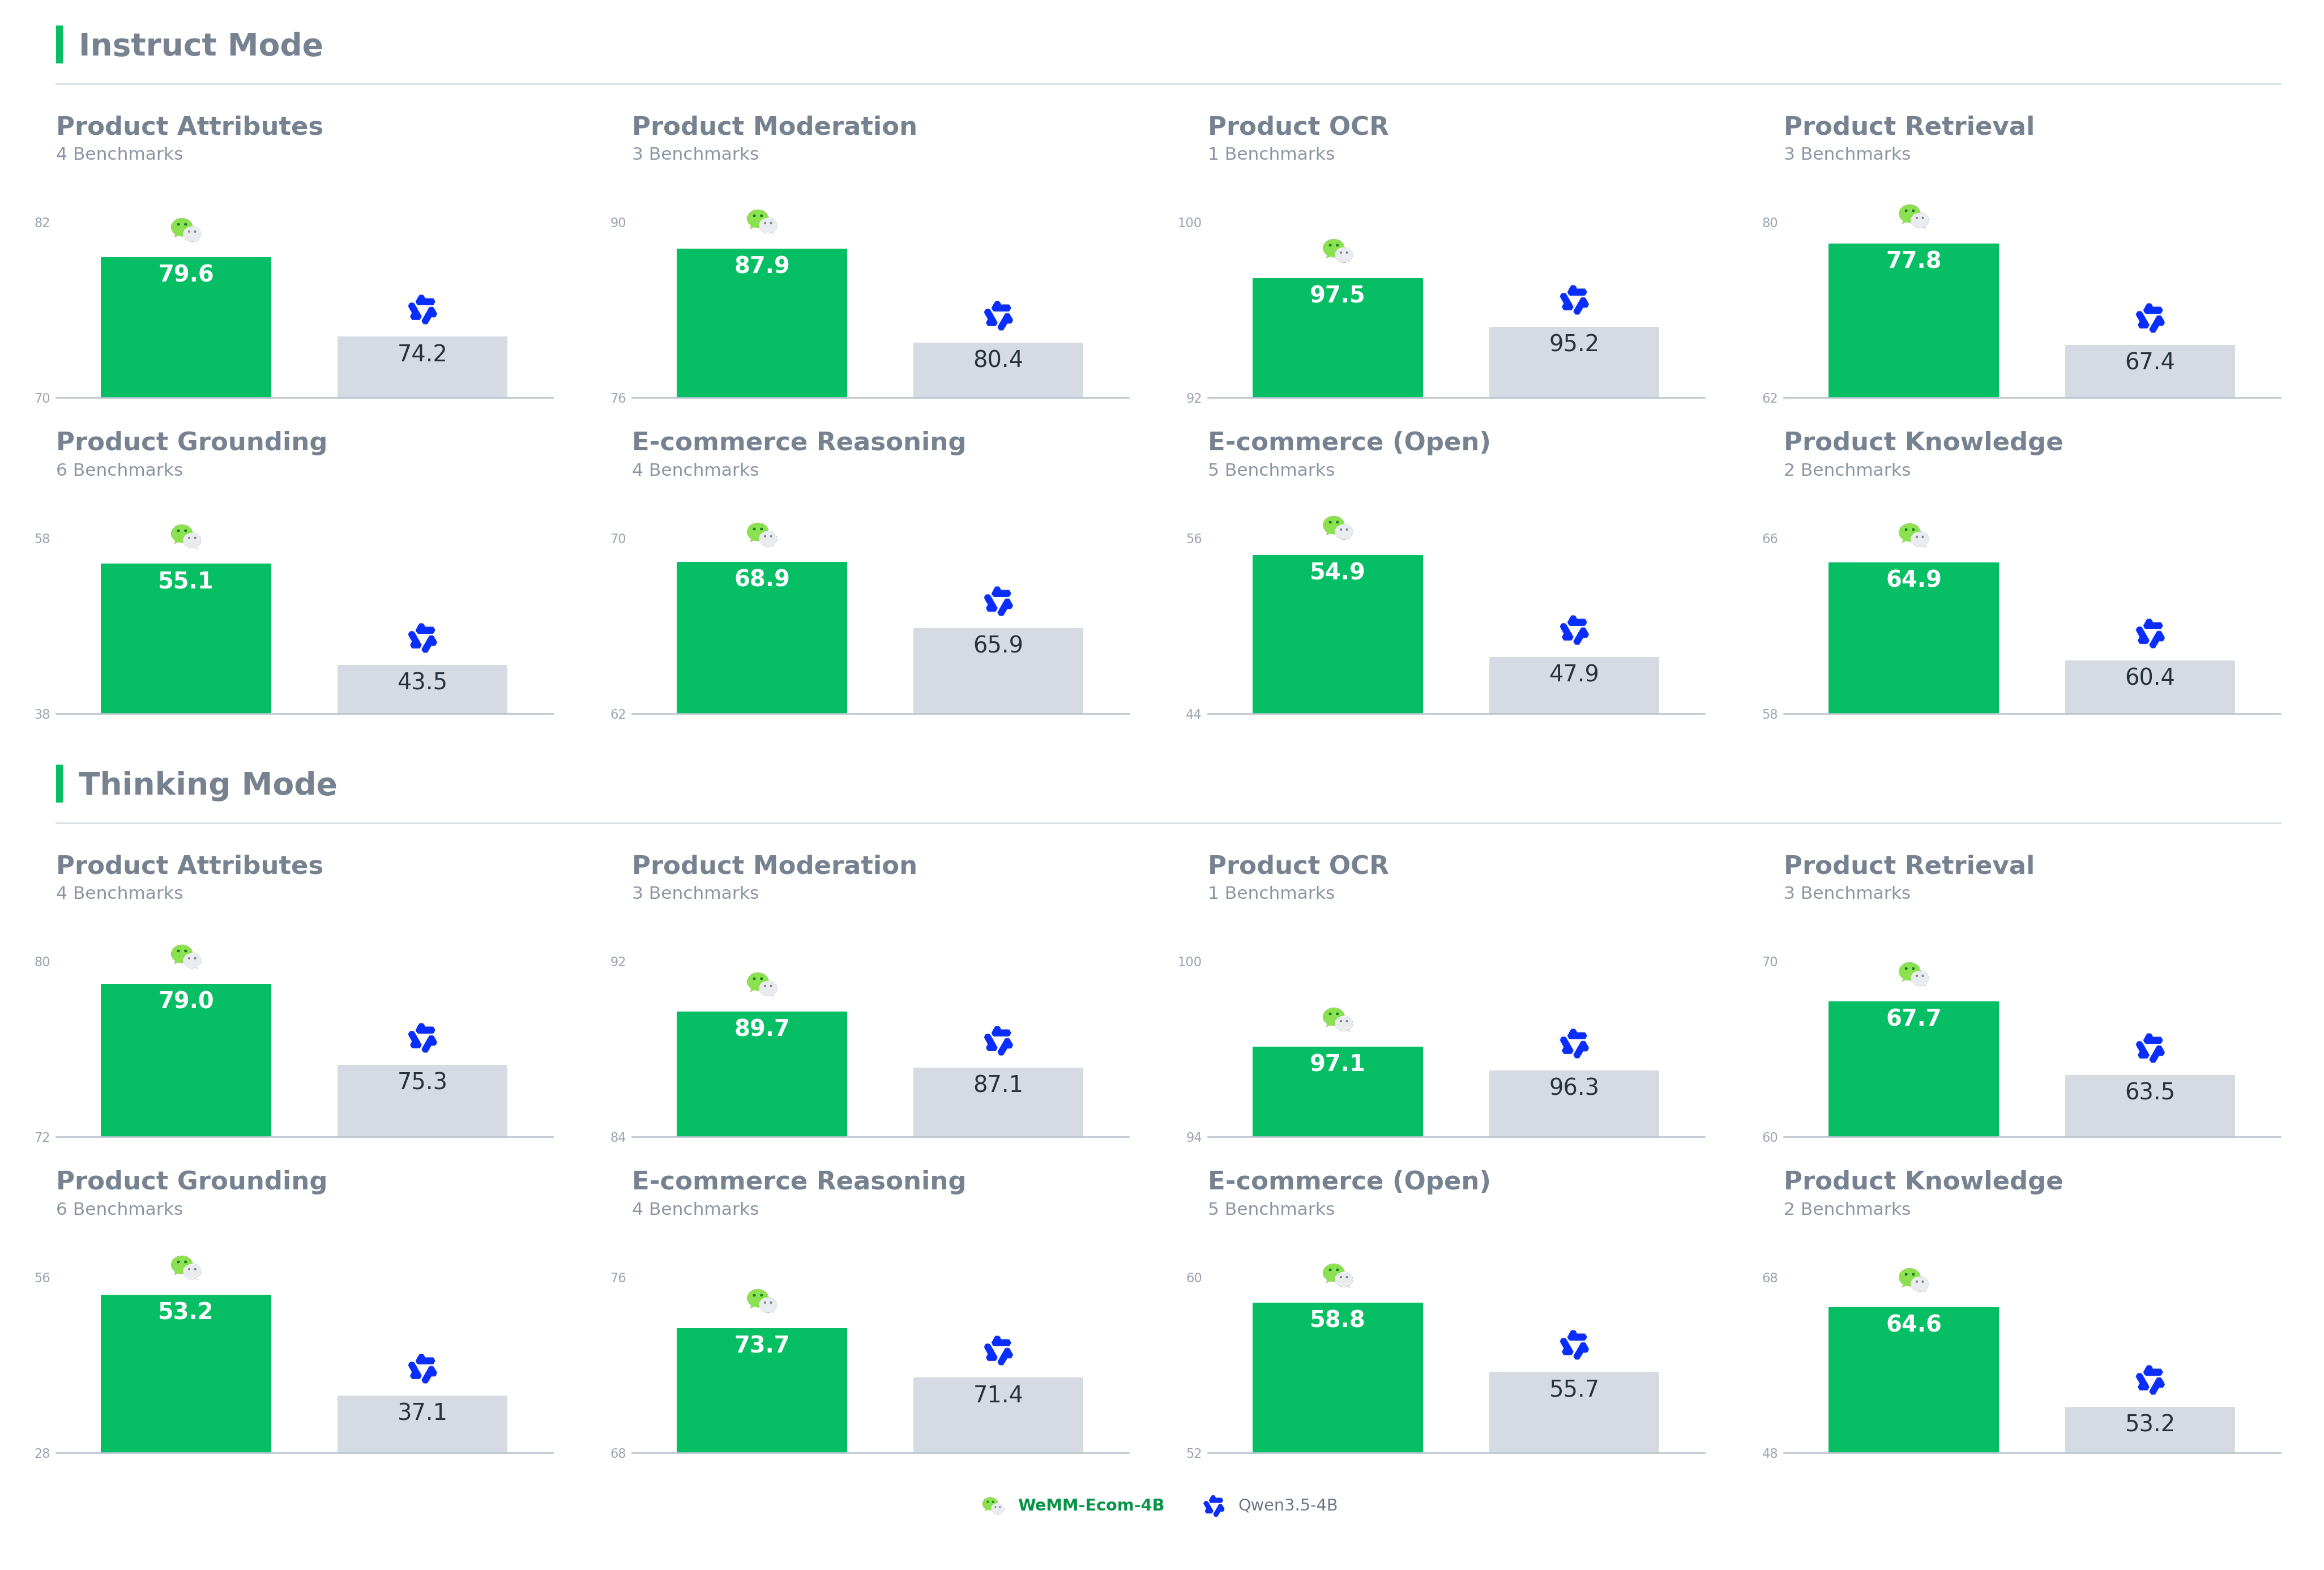 Instruct Mode
Product Attributes
4 Benchmarks
82
79.6
74.2
70
Product Moderation
3 Benchmarks
90
87.9
80.4
76
Product OCR
1 Benchmarks
100
97.5
95.2
92
Product Retrieval
3 Benchmarks
80
77.8
67.4
62
Product Grounding
6 Benchmarks
58
55.1
43.5
38
E-commerce Reasoning
4 Benchmarks
70
68.9
65.9
62
E-commerce (Open)
5 Benchmarks
56
54.9
47.9
44
Product Knowledge
2 Benchmarks
66
64.9
60.4
58
Thinking Mode
Product Attributes
4 Benchmarks
80
79.0
75.3
72
Product Moderation
3 Benchmarks
92
89.7
87.1
84
Product OCR
1 Benchmarks
100
97.1
96.3
94
Product Retrieval
3 Benchmarks
70
67.7
63.5
60
Product Grounding
6 Benchmarks
56
53.2
37.1
28
E-commerce Reasoning
4 Benchmarks
76
73.7
71.4
68
E-commerce (Open)
5 Benchmarks
60
58.8
55.7
52
Product Knowledge
2 Benchmarks
68
64.6
53.2
48
WeMM-Ecom-4B
Qwen3.5-4B